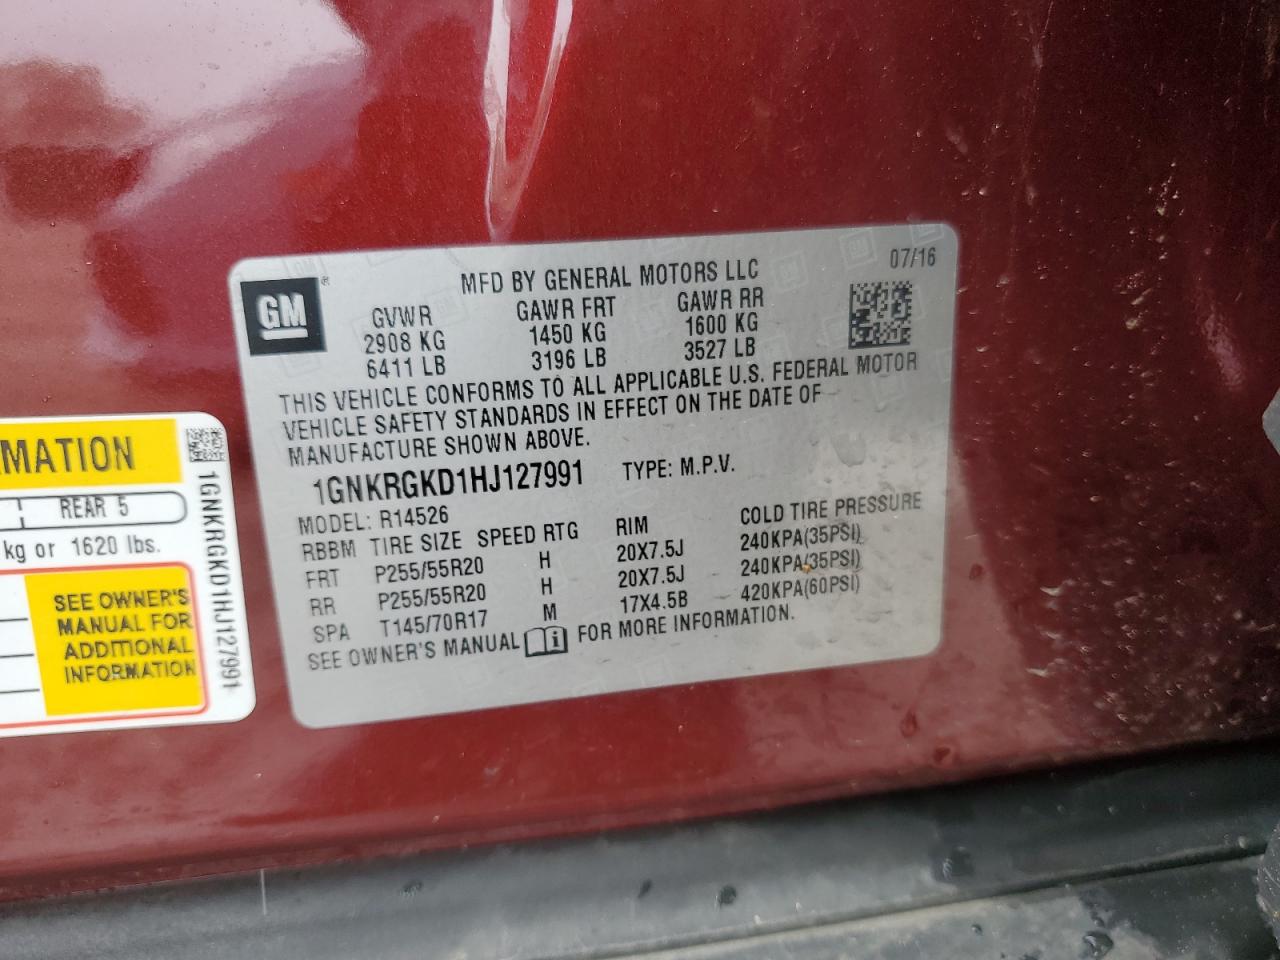 GM ®
MFD BY GENERAL MOTORS LLC 07/16
GVWR GAWR FRT GAWR RR
2908 KG 1450 KG 1600 KG
6411 LB 3196 LB 3527 LB
THIS VEHICLE CONFORMS TO ALL APPLICABLE U.S. FEDERAL MOTOR
VEHICLE SAFETY STANDARDS IN EFFECT ON THE DATE OF
MANUFACTURE SHOWN ABOVE.
1GNKRGKD1HJ127991 TYPE: M.P.V.
MODEL: R14526
RBBM TIRE SIZE SPEED RTG RIM COLD TIRE PRESSURE
FRT P255/55R20 H 20X7.5J 240KPA(35PSI)
RR P255/55R20 H 20X7.5J 240KPA(35PSI)
SPA T145/70R17 M 17X4.5B 420KPA(60PSI)
SEE OWNER'S MANUAL i FOR MORE INFORMATION.
MATION
REAR 5
kg or 1620 lbs.
SEE OWNER'S
MANUAL FOR
ADDITIONAL
INFORMATION
1GNKRGKD1HJ127991